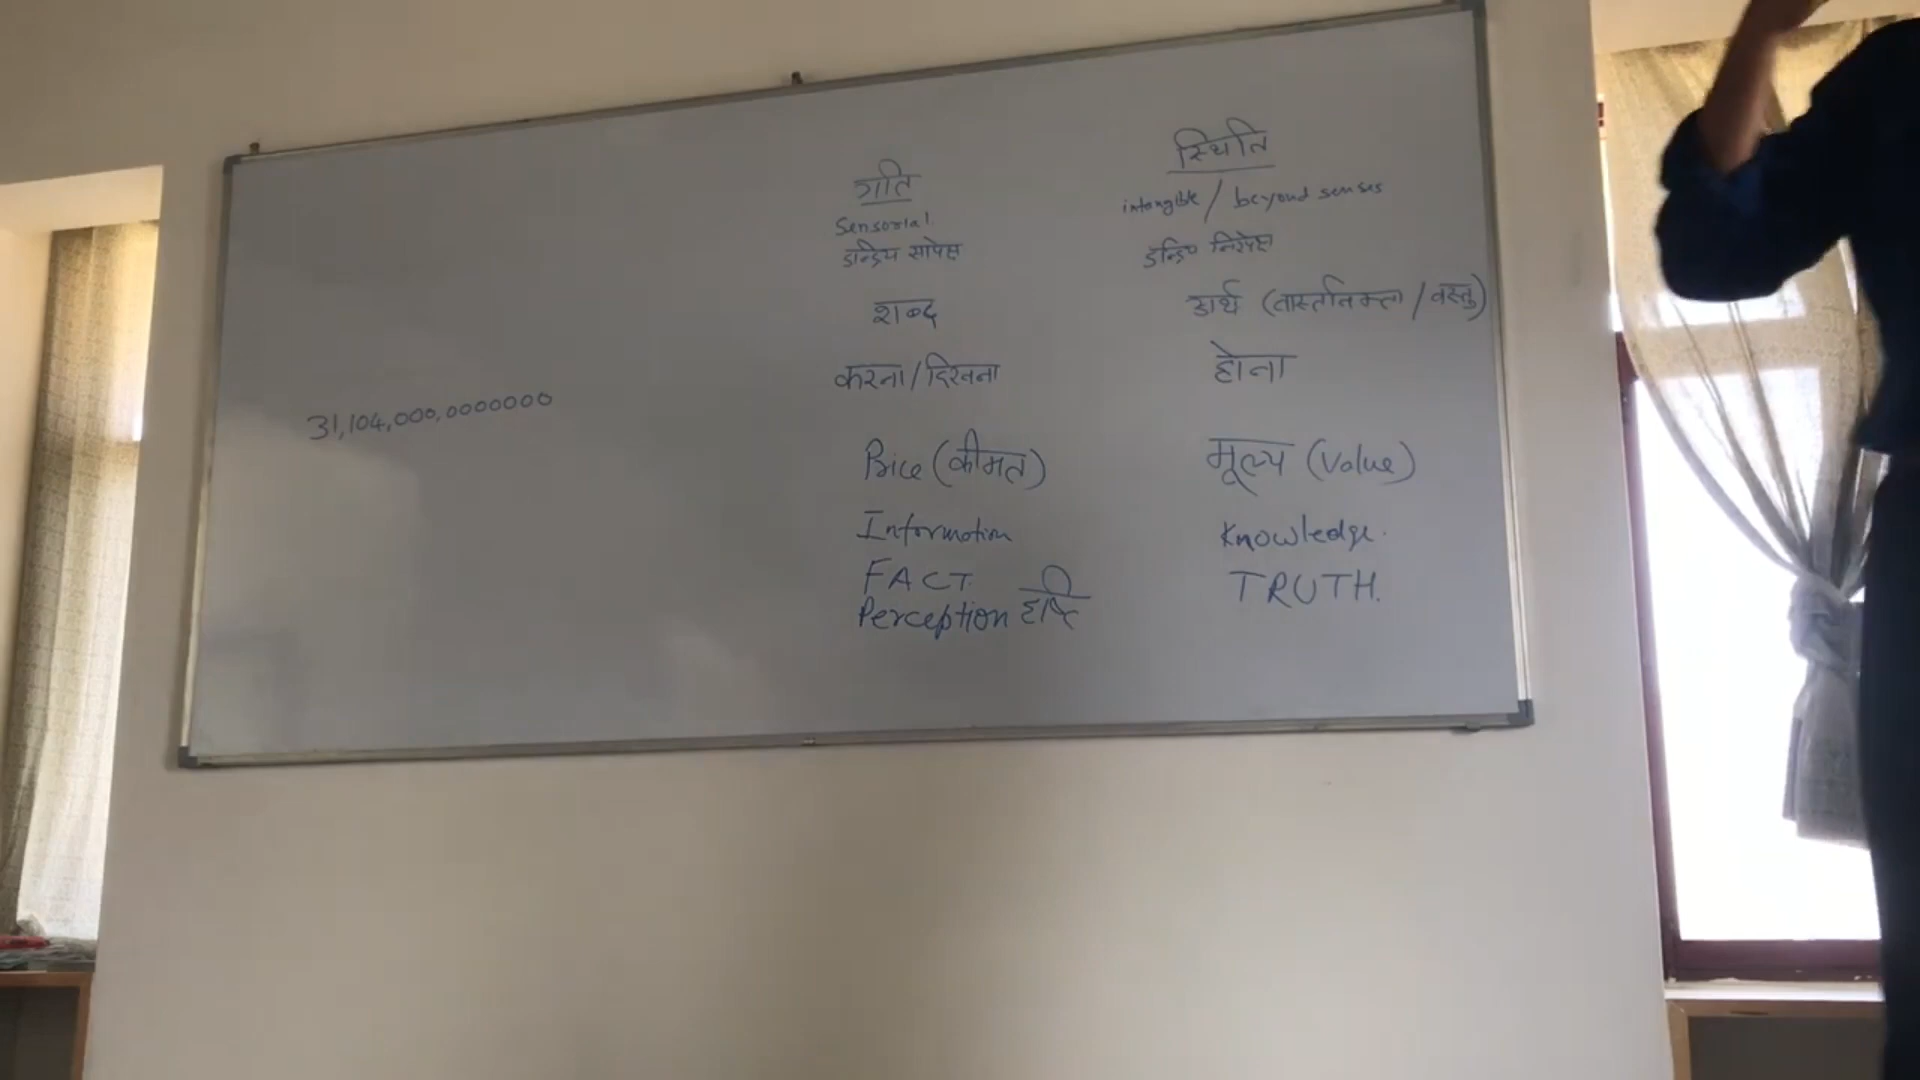 31,104,000,0000000
गति
Sensorial
इन्द्रिय सापेक्ष
शब्द
करना/दिखना
Price (कीमत)
Information
FACT.
Perception दृष्टि
स्थिति
intangible / beyond senses
इन्द्रिय निरपेक्ष
अर्थ (वास्तविकता / वस्तु)
होना
मूल्य (Value)
Knowledge.
TRUTH.